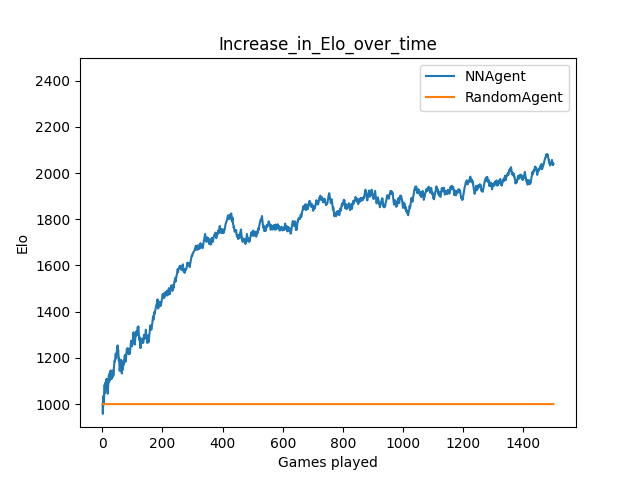 Increase_in_Elo_over_time
NNAgent
RandomAgent
2400
2200
2000
1800
1600
1400
1200
1000
Elo
0 200 400 600 800 1000 1200 1400
Games played